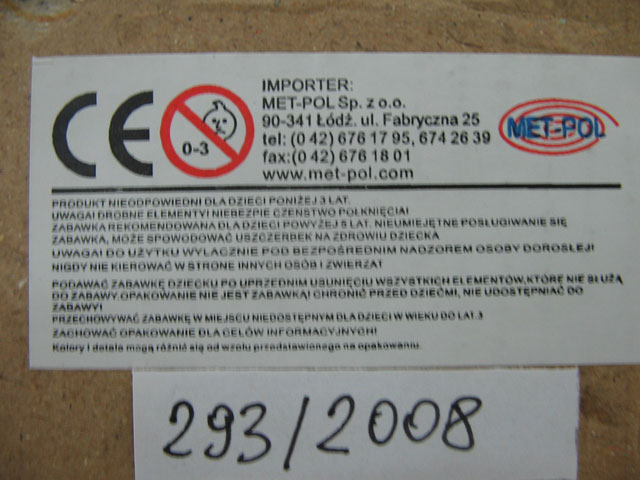 CE
0-3
IMPORTER:
MET-POL Sp. z o.o.
90-341 Łódź. ul. Fabryczna 25
tel: (0 42) 676 17 95, 674 26 39
fax:(0 42) 676 18 01
www.met-pol.com
MET-POL
PRODUKT NIEODPOWIEDNI DLA DZIECI PONIŻEJ 3 LAT.
UWAGA! DROBNE ELEMENTY! NIEBEZPIECZENSTWO POŁKNIĘCIA!
ZABAWKA REKOMENDOWANA DLA DZIECI POWYŻEJ 5 LAT. NIEUMIEJĘTNE POSŁUGIWANIE SIĘ
ZABAWKA, MOŻE SPOWODOWAĆ USZCZERBEK NA ZDROWIU DZIECKA
UWAGA! DO UŻYTKU WYLACZNIE POD BEZPOŚREDNIM NADZOREM OSOBY DOROSŁEJ!
NIGDY NIE KIEROWAĆ W STRONE INNYCH OSÓB I ZWIERZAT
PODAWAĆ ZABAWKĘ DZIECKU PO UPRZEDNIM USUNIĘCIU WSZYSTKICH ELEMENTÓW, KTÓRE NIE SŁUŻĄ
DO ZABAWY. OPAKOWANIE NIE JEST ZABAWKĄ! CHRONIĆ PRZED DZIEĆMI, NIE UDOSTĘPNIAĆ DO
ZABAWY!
PRZECHOWYWAĆ ZABAWKĘ W MIEJSCU NIEDOSTĘPNYM DLA DZIECI W WIEKU DO LAT 3
ZACHOWAĆ OPAKOWANIE DLA CELÓW INFORMACYJNYCH!
Kolory i detale mogą różnić się od wzoru przedstawionego na opakowaniu.
293/2008